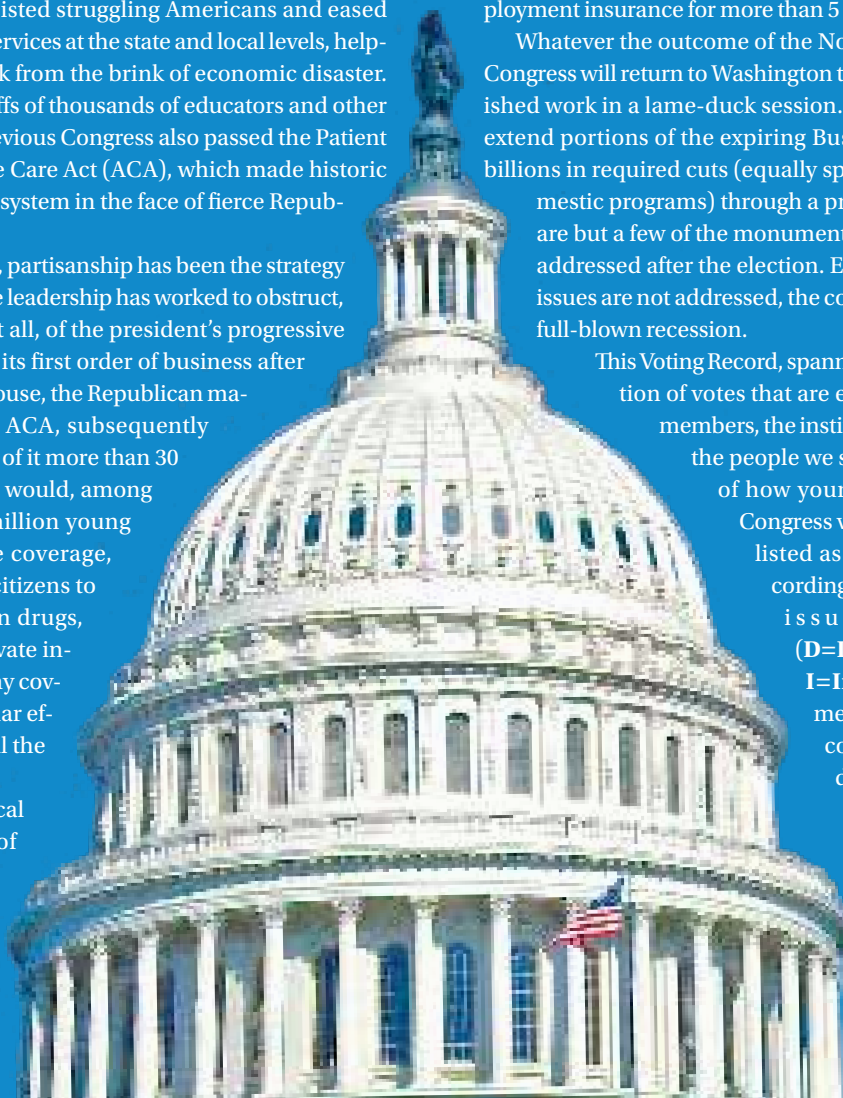 isted struggling Americans and eased
ervices at the state and local levels, help-
k from the brink of economic disaster.
ffs of thousands of educators and other
evious Congress also passed the Patient
e Care Act (ACA), which made historic
system in the face of fierce Repub-
, partisanship has been the strategy
e leadership has worked to obstruct,
t all, of the president’s progressive
its first order of business after
ouse, the Republican ma-
ACA, subsequently
of it more than 30
would, among
million young
e coverage,
citizens to
n drugs,
vate in-
ny cov-
lar ef-
l the
cal
of
ployment insurance for more than 5
Whatever the outcome of the No
Congress will return to Washington t
ished work in a lame-duck session.
extend portions of the expiring Bus
billions in required cuts (equally sp
mestic programs) through a pr
are but a few of the monument
addressed after the election. E
issues are not addressed, the co
full-blown recession.
This Voting Record, spann
tion of votes that are e
members, the insti
the people we s
of how your
Congress v
listed as
cording
issu
(D=
I=I
me
co